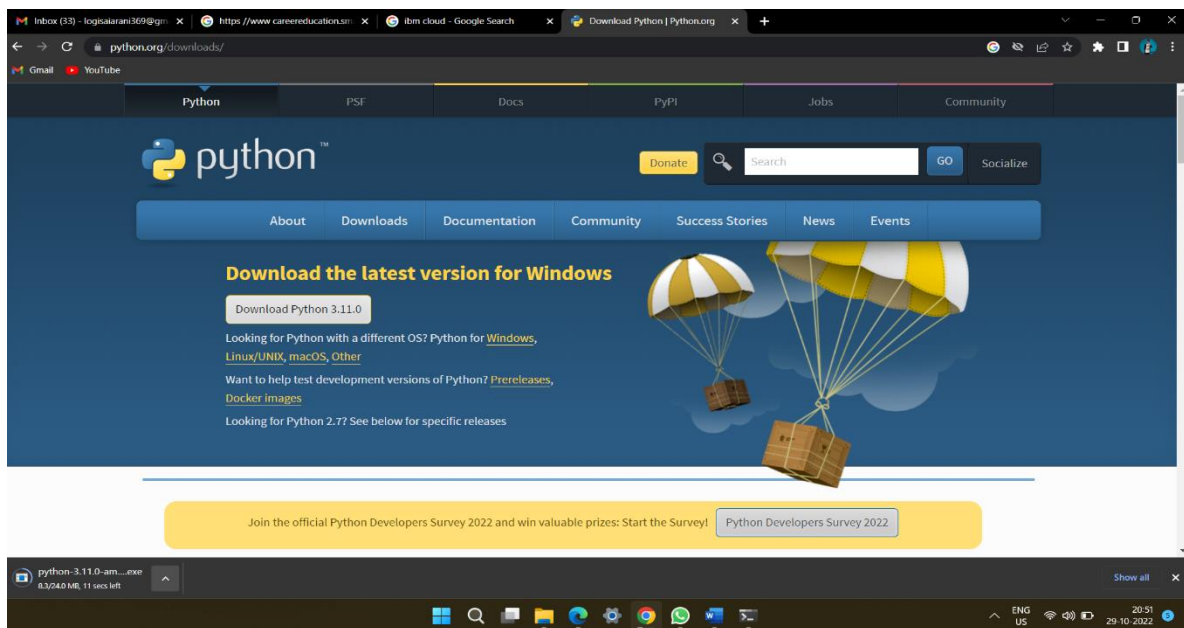 Inbox (33) - logisaiarani369@gm
https://www careereducation.sm
ibm cloud - Google Search
Download Python | Python.org
python.org/downloads/
Gmail
YouTube
Python
PSF
Docs
PyPI
Jobs
Community
python™
Donate
Search
GO
Socialize
About
Downloads
Documentation
Community
Success Stories
News
Events
Download the latest version for Windows
Download Python 3.11.0
Looking for Python with a different OS? Python for Windows,
Linux/UNIX, macOS, Other
Want to help test development versions of Python? Prereleases,
Docker images
Looking for Python 2.7? See below for specific releases
Join the official Python Developers Survey 2022 and win valuable prizes: Start the Survey!
Python Developers Survey 2022
python-3.11.0-am....exe
8.3/24.0 MB, 11 secs left
Show all
ENG
US
20:51
29-10-2022
5